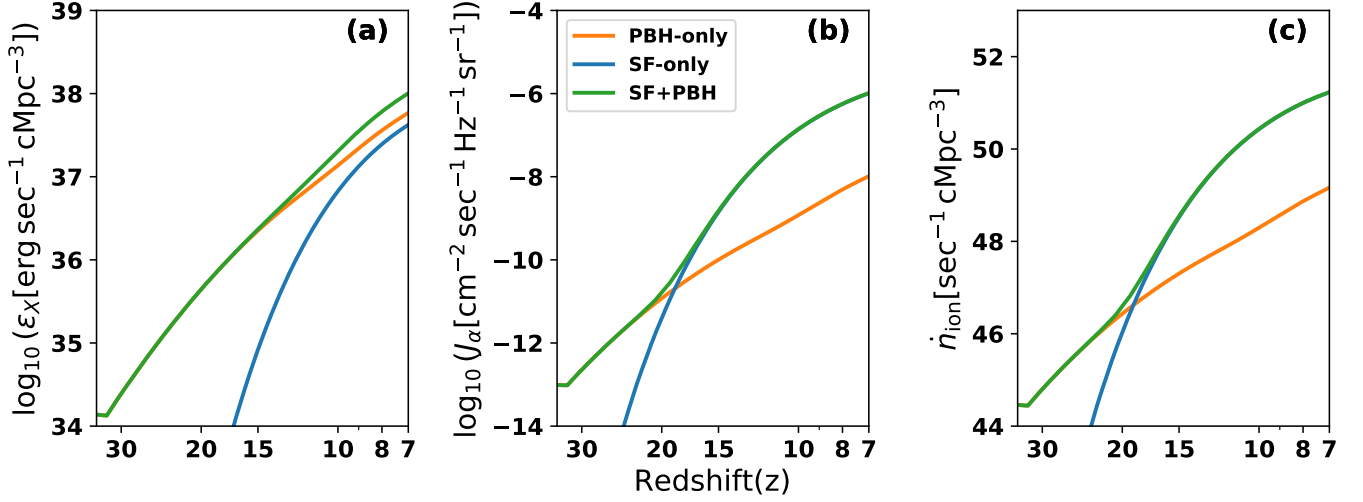 (a)
log₁₀ (ε_X[erg sec⁻¹ cMpc⁻³])
39
38
37
36
35
34
30 20 15 10 8 7
(b)
PBH-only
SF-only
SF+PBH
log₁₀ (J_α[cm⁻² sec⁻¹ Hz⁻¹ sr⁻¹])
−4
−6
−8
−10
−12
−14
30 20 15 10 8 7
Redshift(z)
(c)
ṅ_ion[sec⁻¹ cMpc⁻³]
52
50
48
46
44
30 20 15 10 8 7